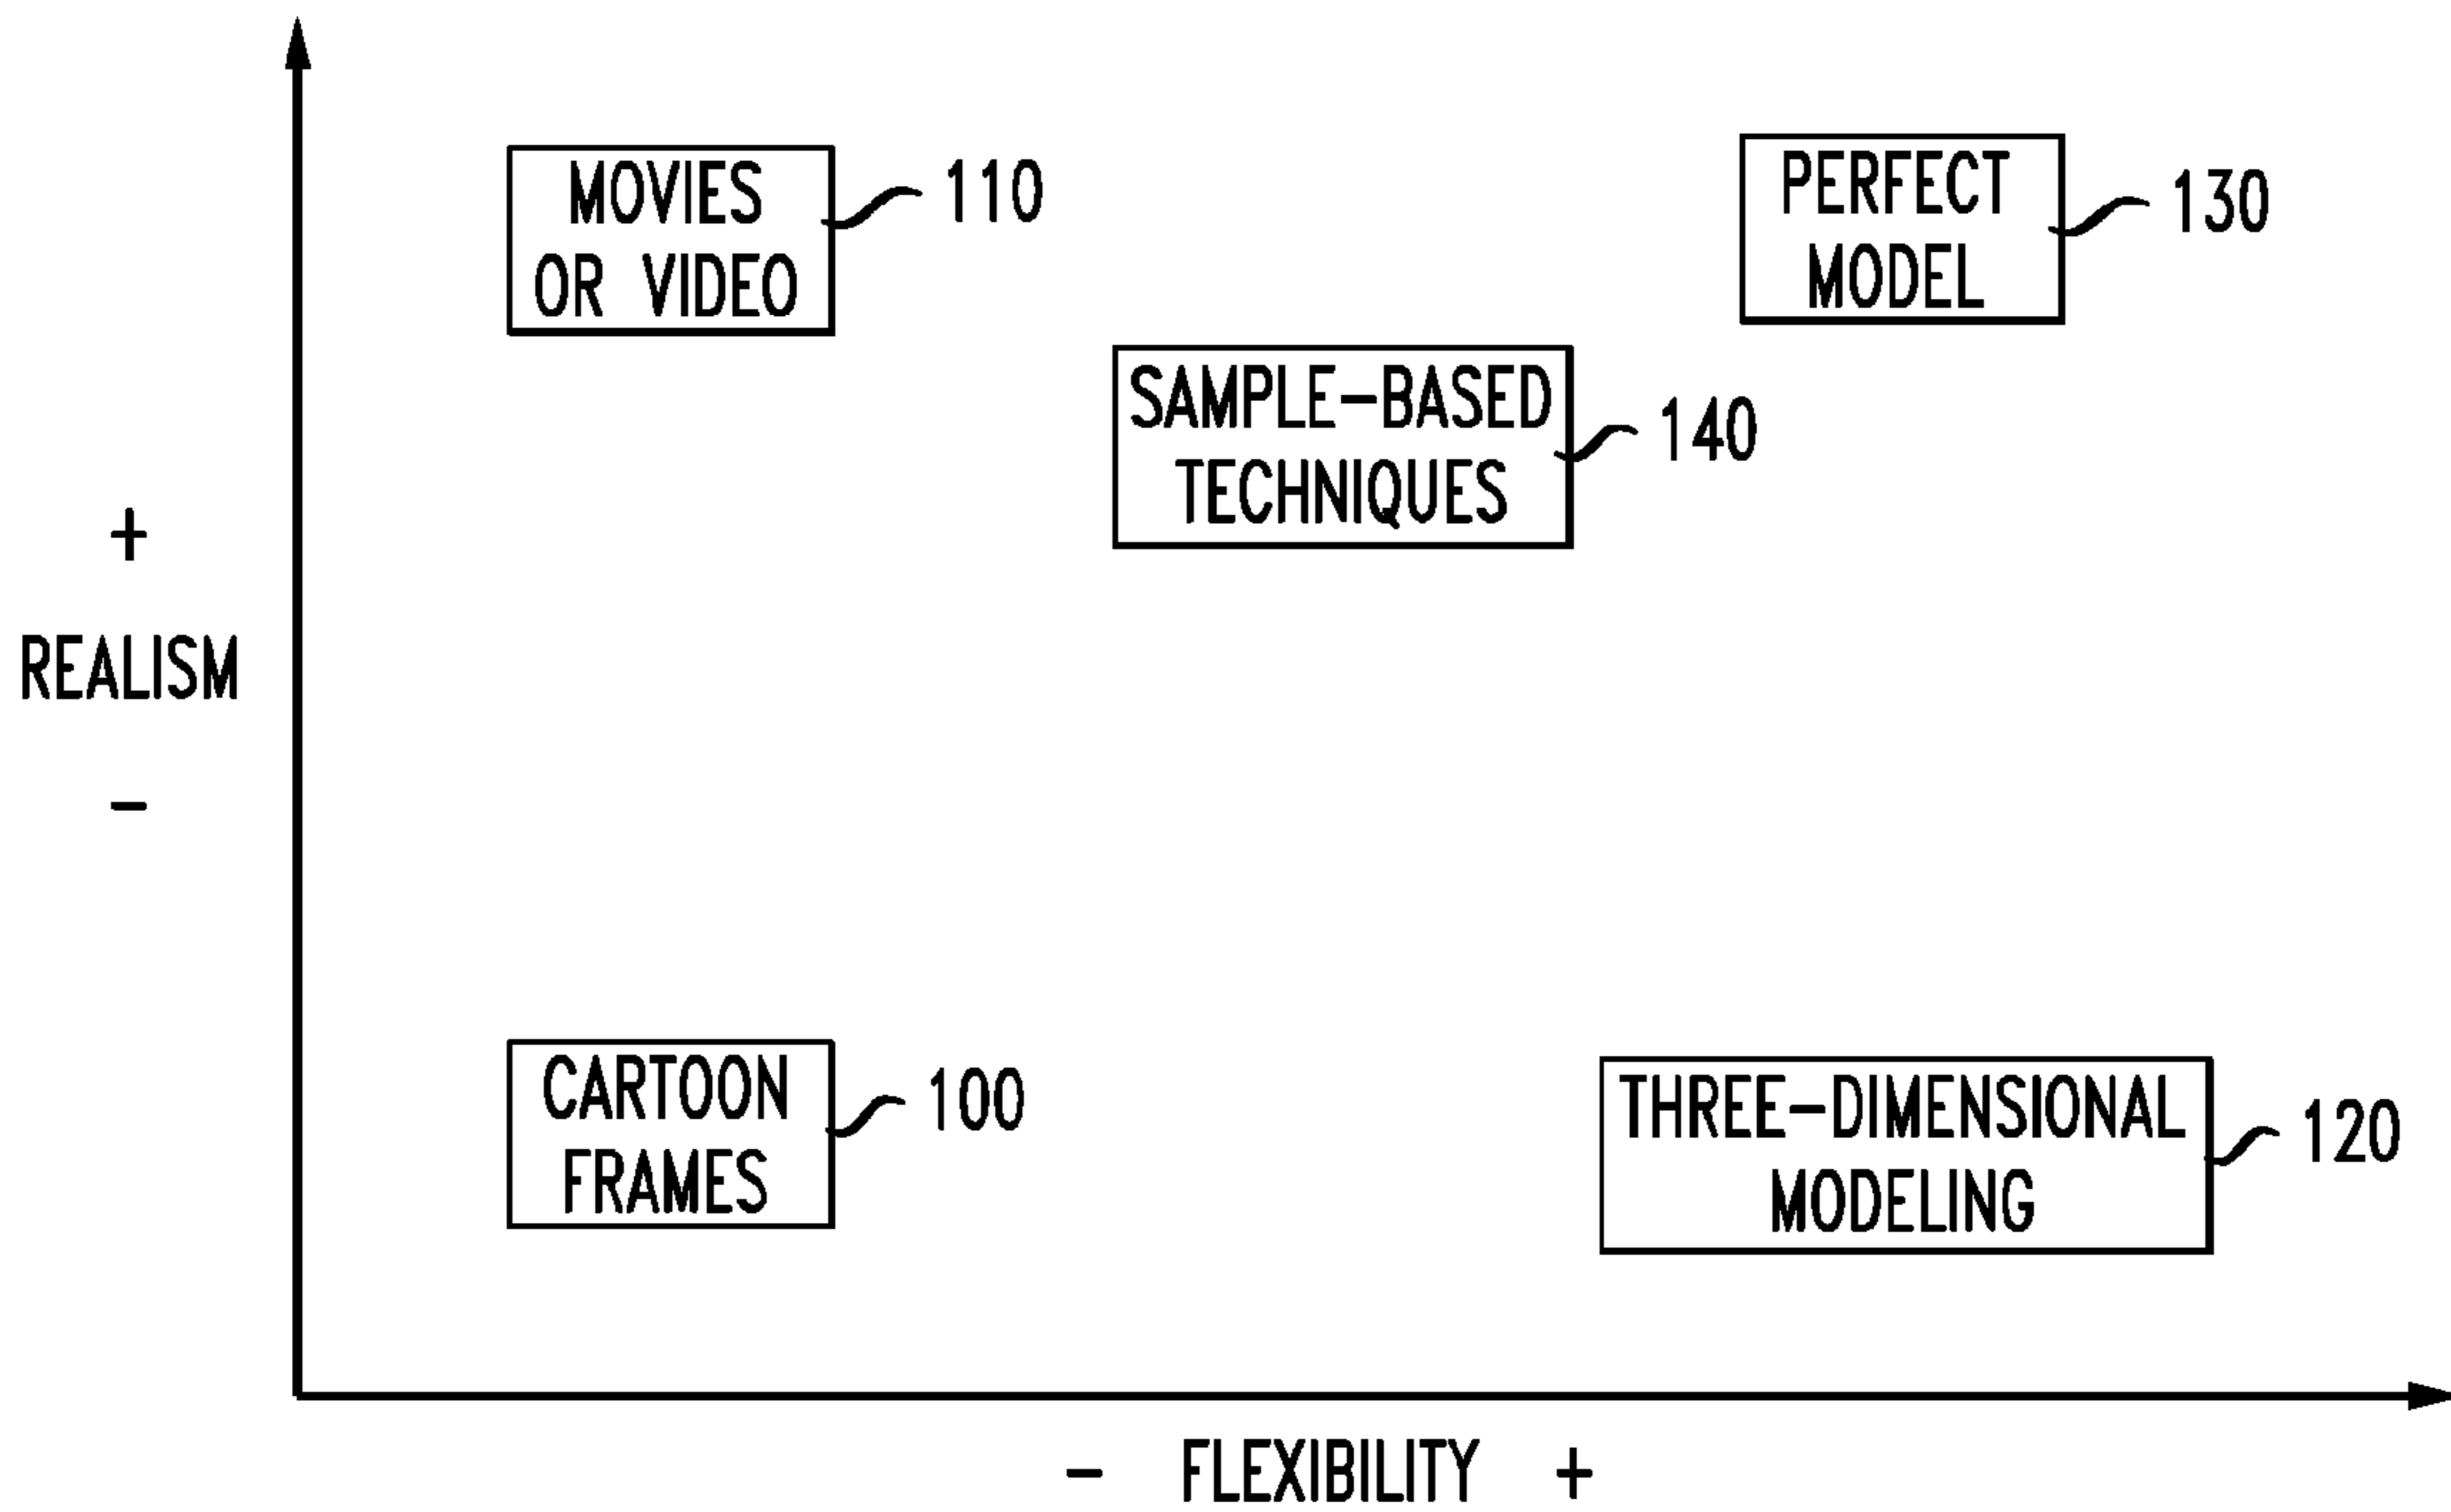 MOVIES
OR VIDEO
110
PERFECT
MODEL
130
SAMPLE-BASED
TECHNIQUES
140
+
REALISM
-
CARTOON
FRAMES
100
THREE-DIMENSIONAL
MODELING
120
- FLEXIBILITY +